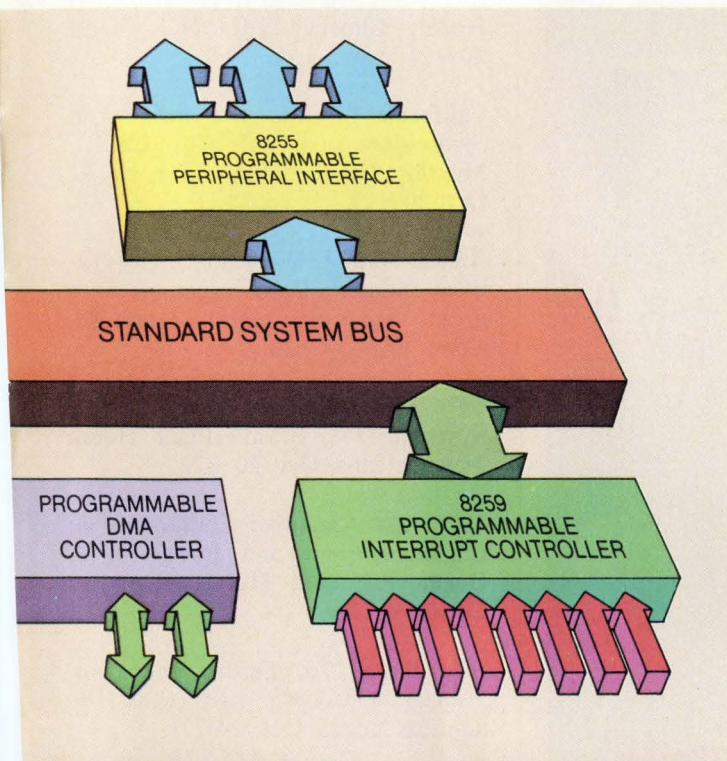 8255
PROGRAMMABLE
PERIPHERAL INTERFACE
STANDARD SYSTEM BUS
PROGRAMMABLE
DMA
CONTROLLER
8259
PROGRAMMABLE
INTERRUPT CONTROLLER